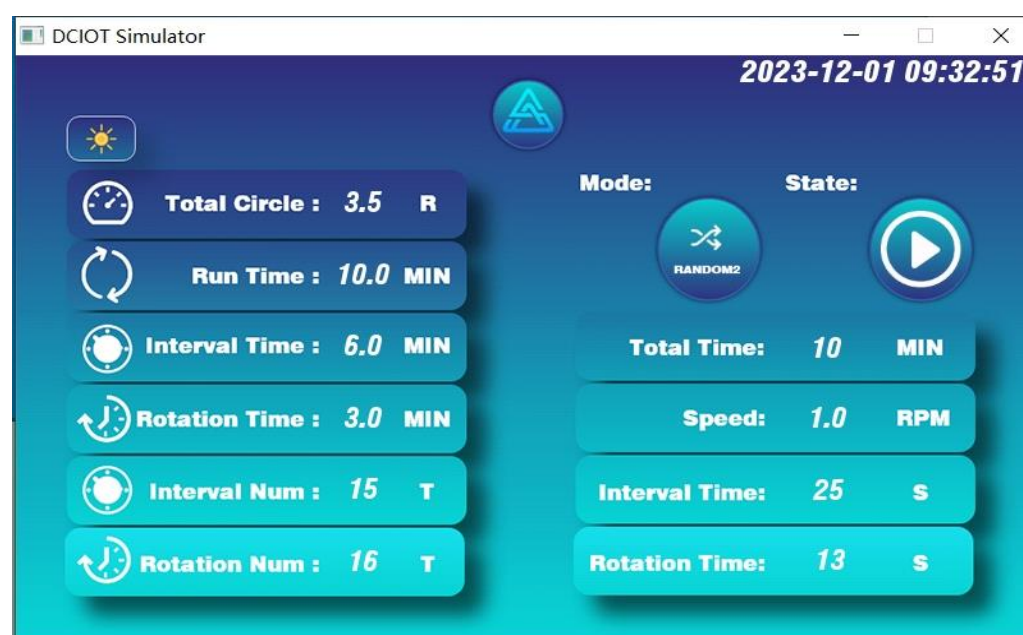 DCIOT Simulator
2023-12-01 09:32:51
Total Circle : 3.5 R
Run Time : 10.0 MIN
Interval Time : 6.0 MIN
Rotation Time : 3.0 MIN
Interval Num : 15 T
Rotation Num : 16 T
Mode: State:
RANDOM2
Total Time: 10 MIN
Speed: 1.0 RPM
Interval Time: 25 S
Rotation Time: 13 S